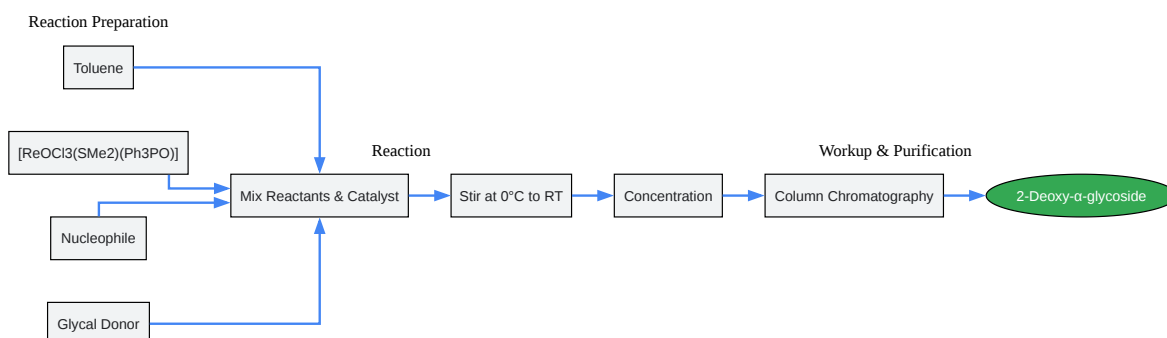 Reaction Preparation
Toluene
[ReOCl3(SMe2)(Ph3PO)]
Nucleophile
Glycal Donor
Mix Reactants & Catalyst
Reaction
Stir at 0°C to RT
Concentration
Workup & Purification
Column Chromatography
2-Deoxy-α-glycoside